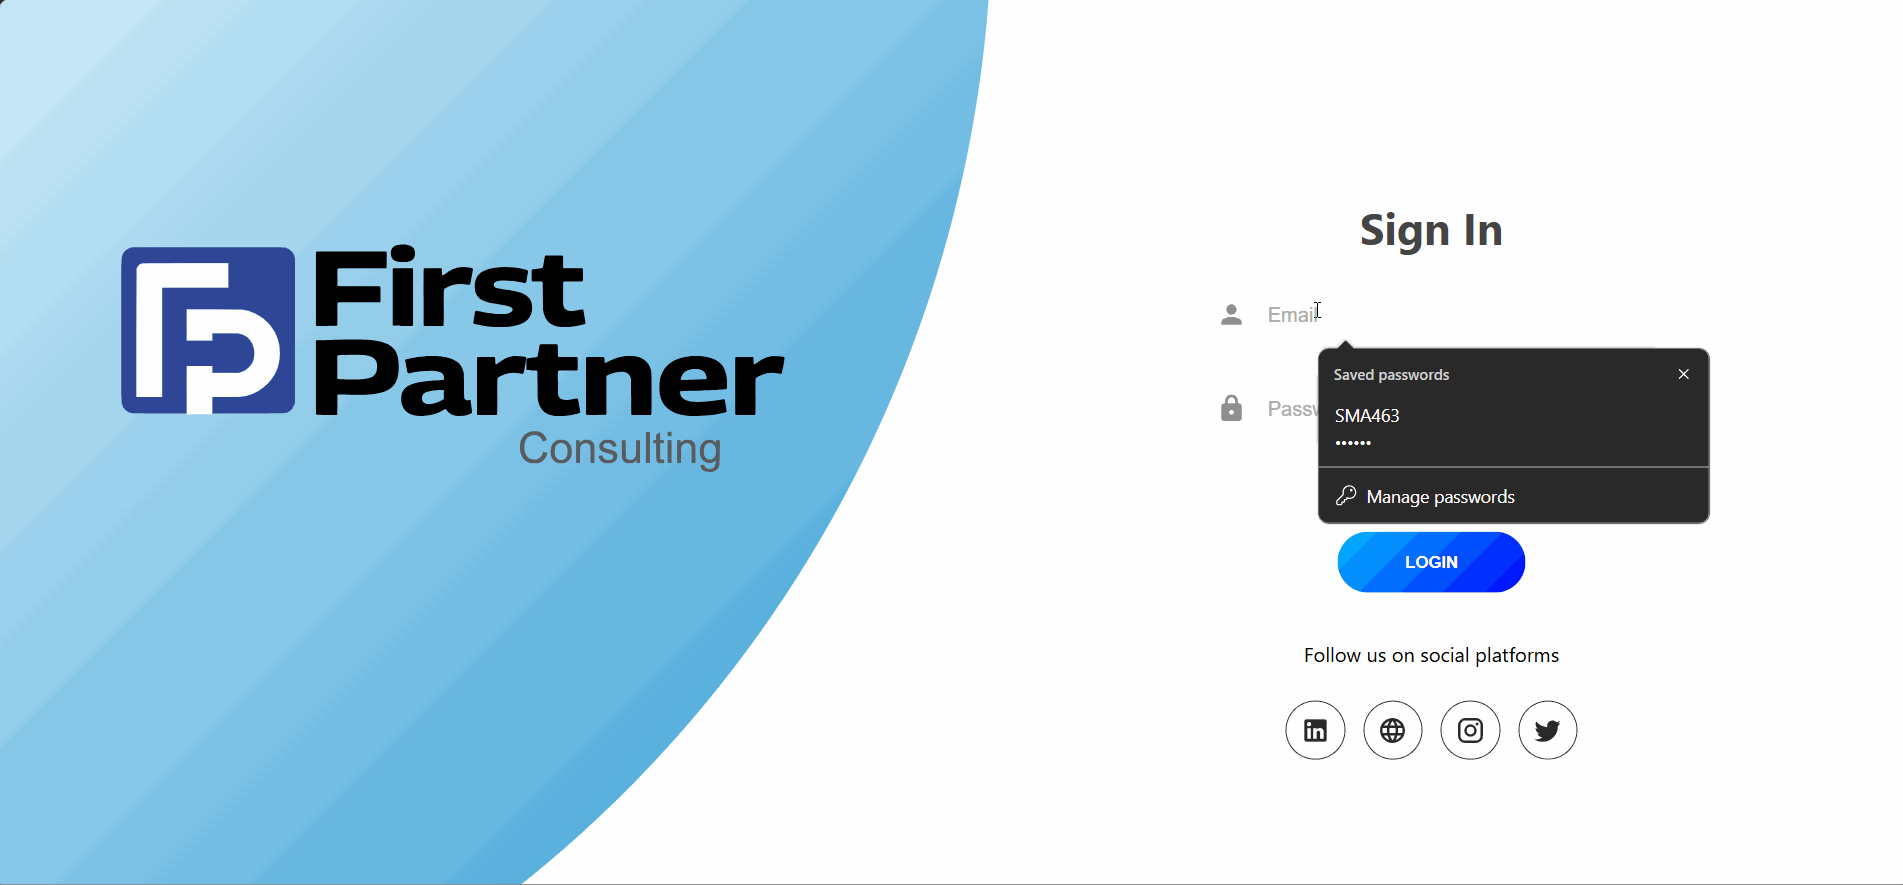 First
Partner
Consulting
Sign In
Email
Passw
Saved passwords
SMA463
••••••
Manage passwords
LOGIN
Follow us on social platforms